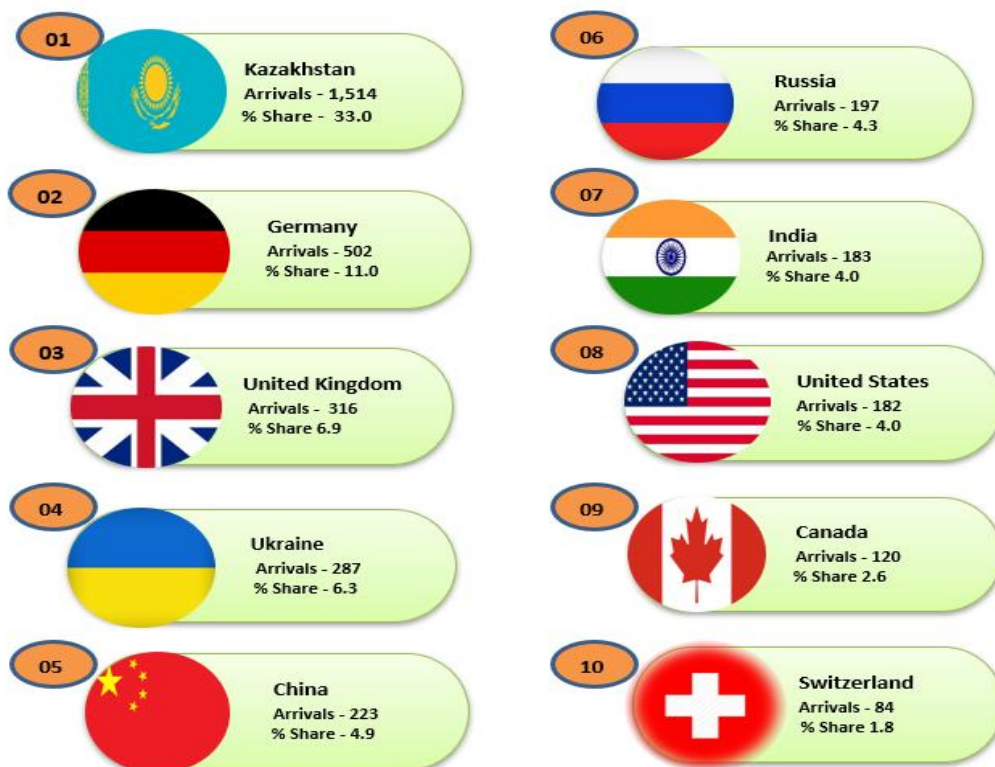 01
Kazakhstan
Arrivals - 1,514
% Share - 33.0
02
Germany
Arrivals - 502
% Share - 11.0
03
United Kingdom
Arrivals - 316
% Share 6.9
04
Ukraine
Arrivals - 287
% Share - 6.3
05
China
Arrivals - 223
% Share - 4.9
06
Russia
Arrivals - 197
% Share - 4.3
07
India
Arrivals - 183
% Share 4.0
08
United States
Arrivals - 182
% Share - 4.0
09
Canada
Arrivals - 120
% Share 2.6
10
Switzerland
Arrivals - 84
% Share 1.8